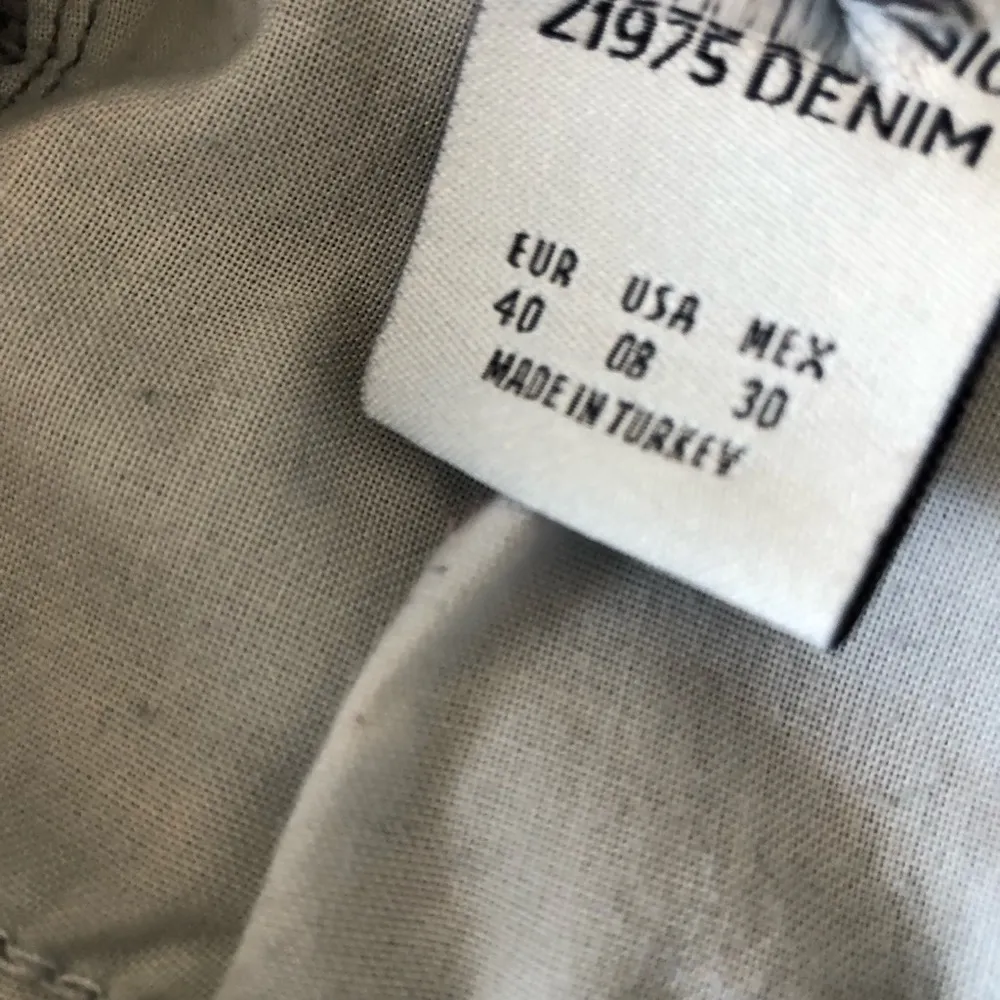 Z1975 DENIM
EUR USA MEX
40 08 30
MADE IN TURKEY